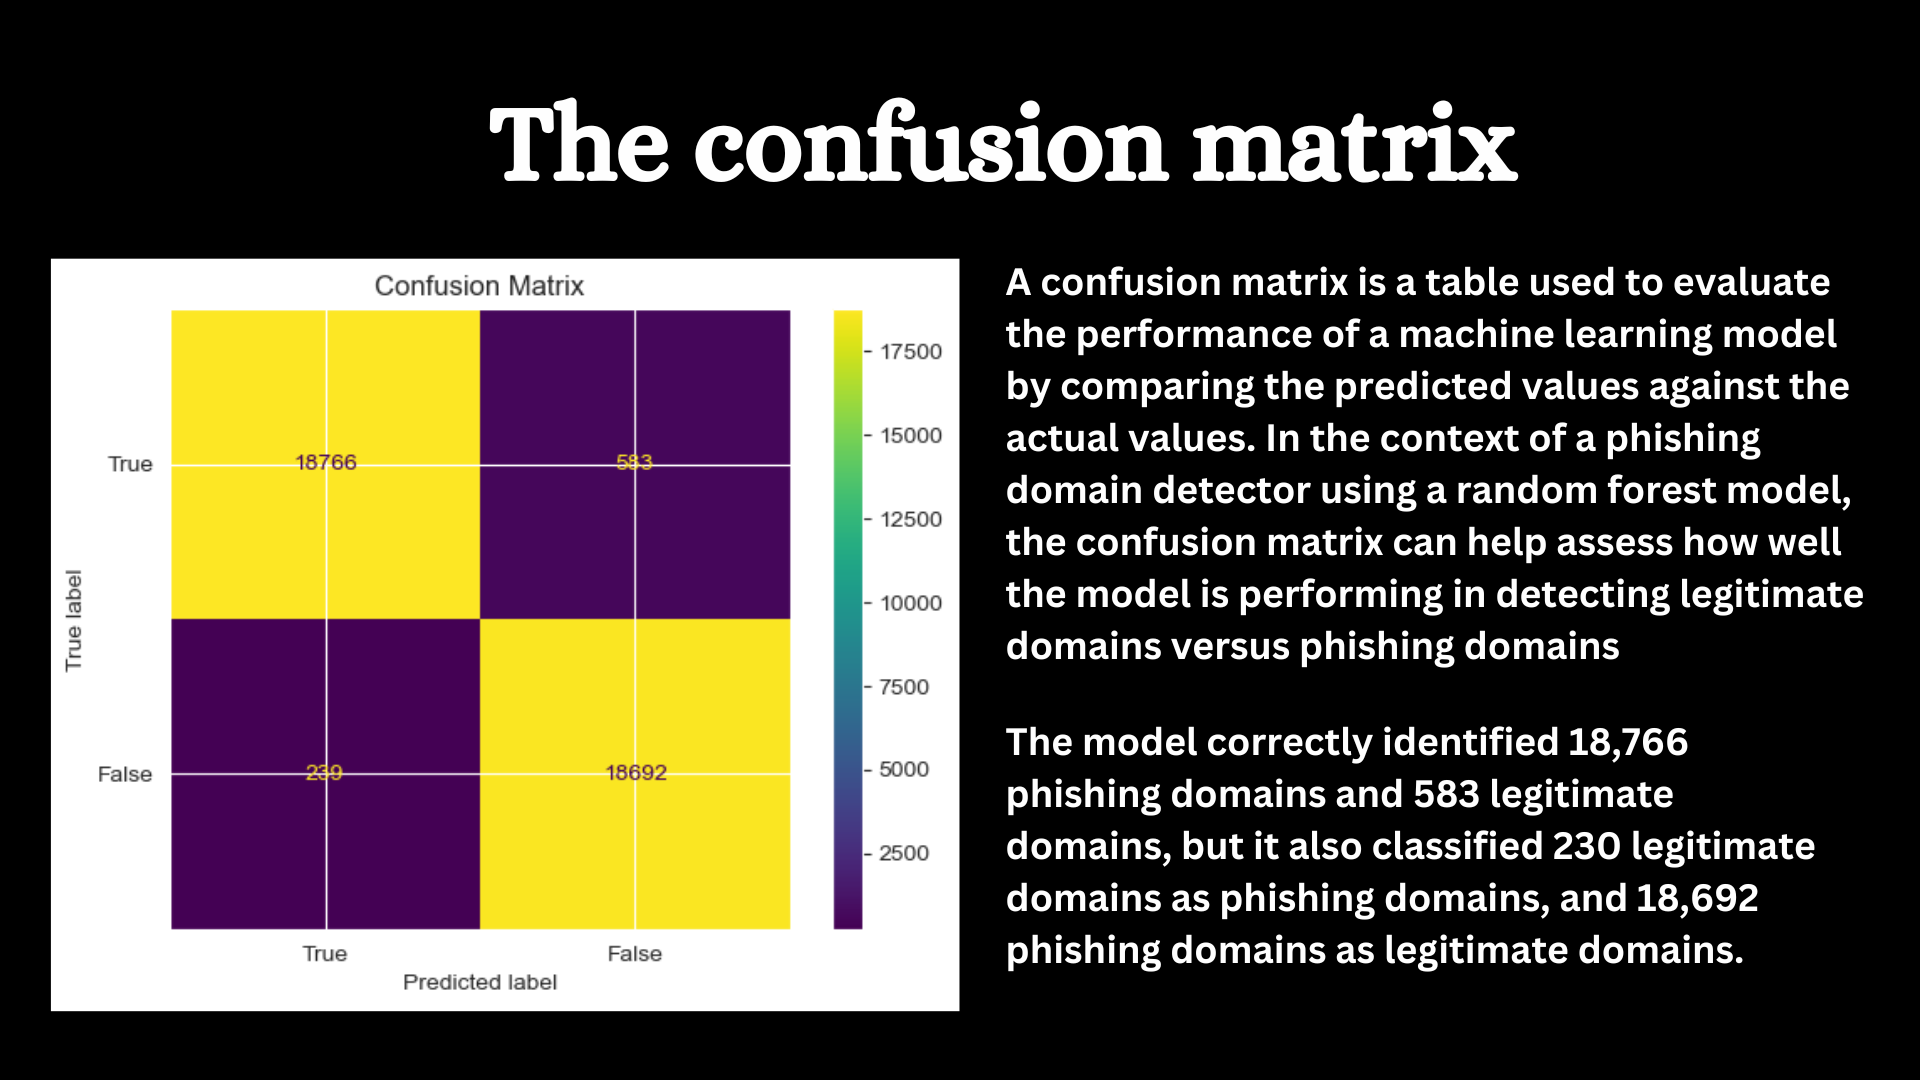 The confusion matrix
Confusion Matrix
True label
True
False
18766
583
239
18692
True
False
Predicted label
17500
15000
12500
10000
7500
5000
2500
A confusion matrix is a table used to evaluate
the performance of a machine learning model
by comparing the predicted values against the
actual values. In the context of a phishing
domain detector using a random forest model,
the confusion matrix can help assess how well
the model is performing in detecting legitimate
domains versus phishing domains
The model correctly identified 18,766
phishing domains and 583 legitimate
domains, but it also classified 230 legitimate
domains as phishing domains, and 18,692
phishing domains as legitimate domains.